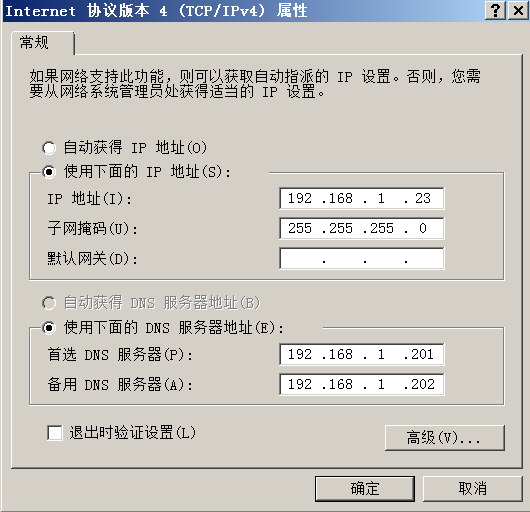 Internet 协议版本 4 (TCP/IPv4) 属性
常规
如果网络支持此功能，则可以获取自动指派的 IP 设置。否则，您需
要从网络系统管理员处获得适当的 IP 设置。
自动获得 IP 地址(O)
使用下面的 IP 地址(S):
IP 地址(I): 192 .168 . 1 . 23
子网掩码(U): 255 .255 .255 . 0
默认网关(D): . . .
自动获得 DNS 服务器地址(B)
使用下面的 DNS 服务器地址(E):
首选 DNS 服务器(P): 192 .168 . 1 .201
备用 DNS 服务器(A): 192 .168 . 1 .202
退出时验证设置(L)
高级(V)...
确定 取消